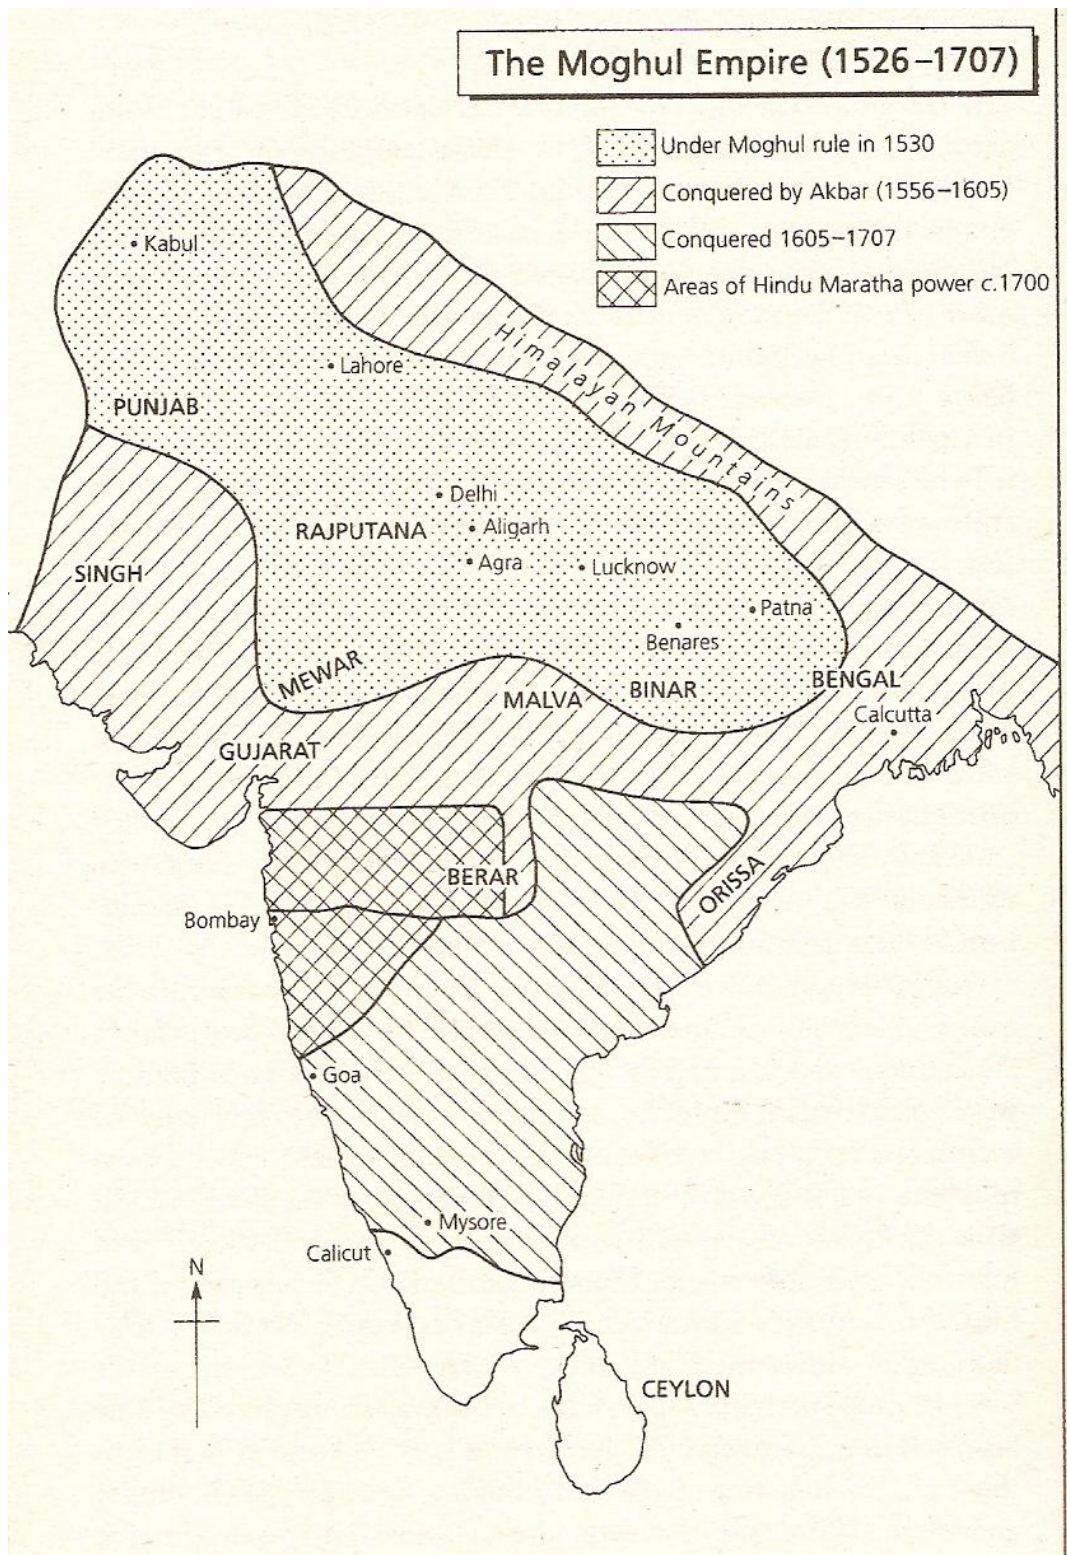 The Moghul Empire (1526–1707)
Under Moghul rule in 1530
Conquered by Akbar (1556–1605)
Conquered 1605–1707
Areas of Hindu Maratha power c.1700
Kabul
Himalayan Mountains
Lahore
PUNJAB
Delhi
RAJPUTANA
Aligarh
Agra
Lucknow
SINGH
Patna
Benares
MEWAR
MALVA
BINAR
BENGAL
Calcutta
GUJARAT
BERAR
ORISSA
Bombay
Goa
Mysore
Calicut
N
CEYLON